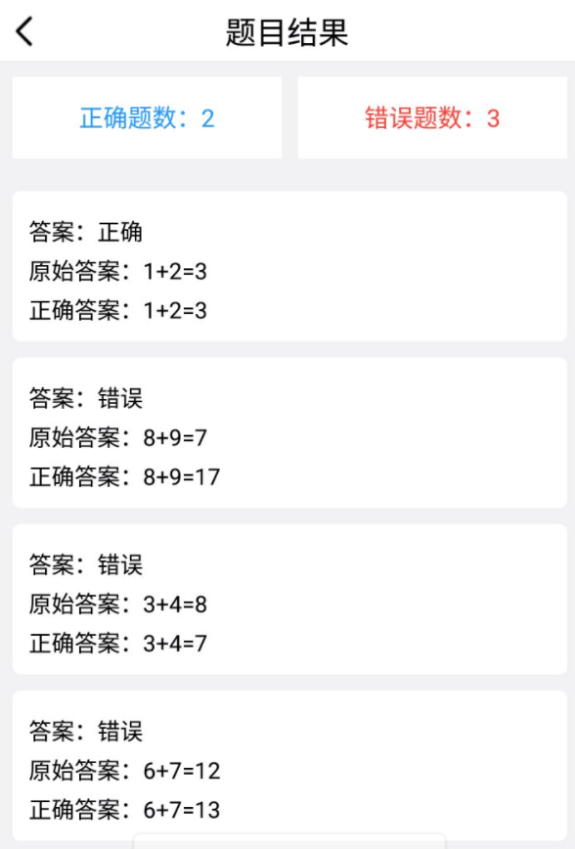 题目结果
正确题数：2
错误题数：3
答案：正确
原始答案：1+2=3
正确答案：1+2=3
答案：错误
原始答案：8+9=7
正确答案：8+9=17
答案：错误
原始答案：3+4=8
正确答案：3+4=7
答案：错误
原始答案：6+7=12
正确答案：6+7=13